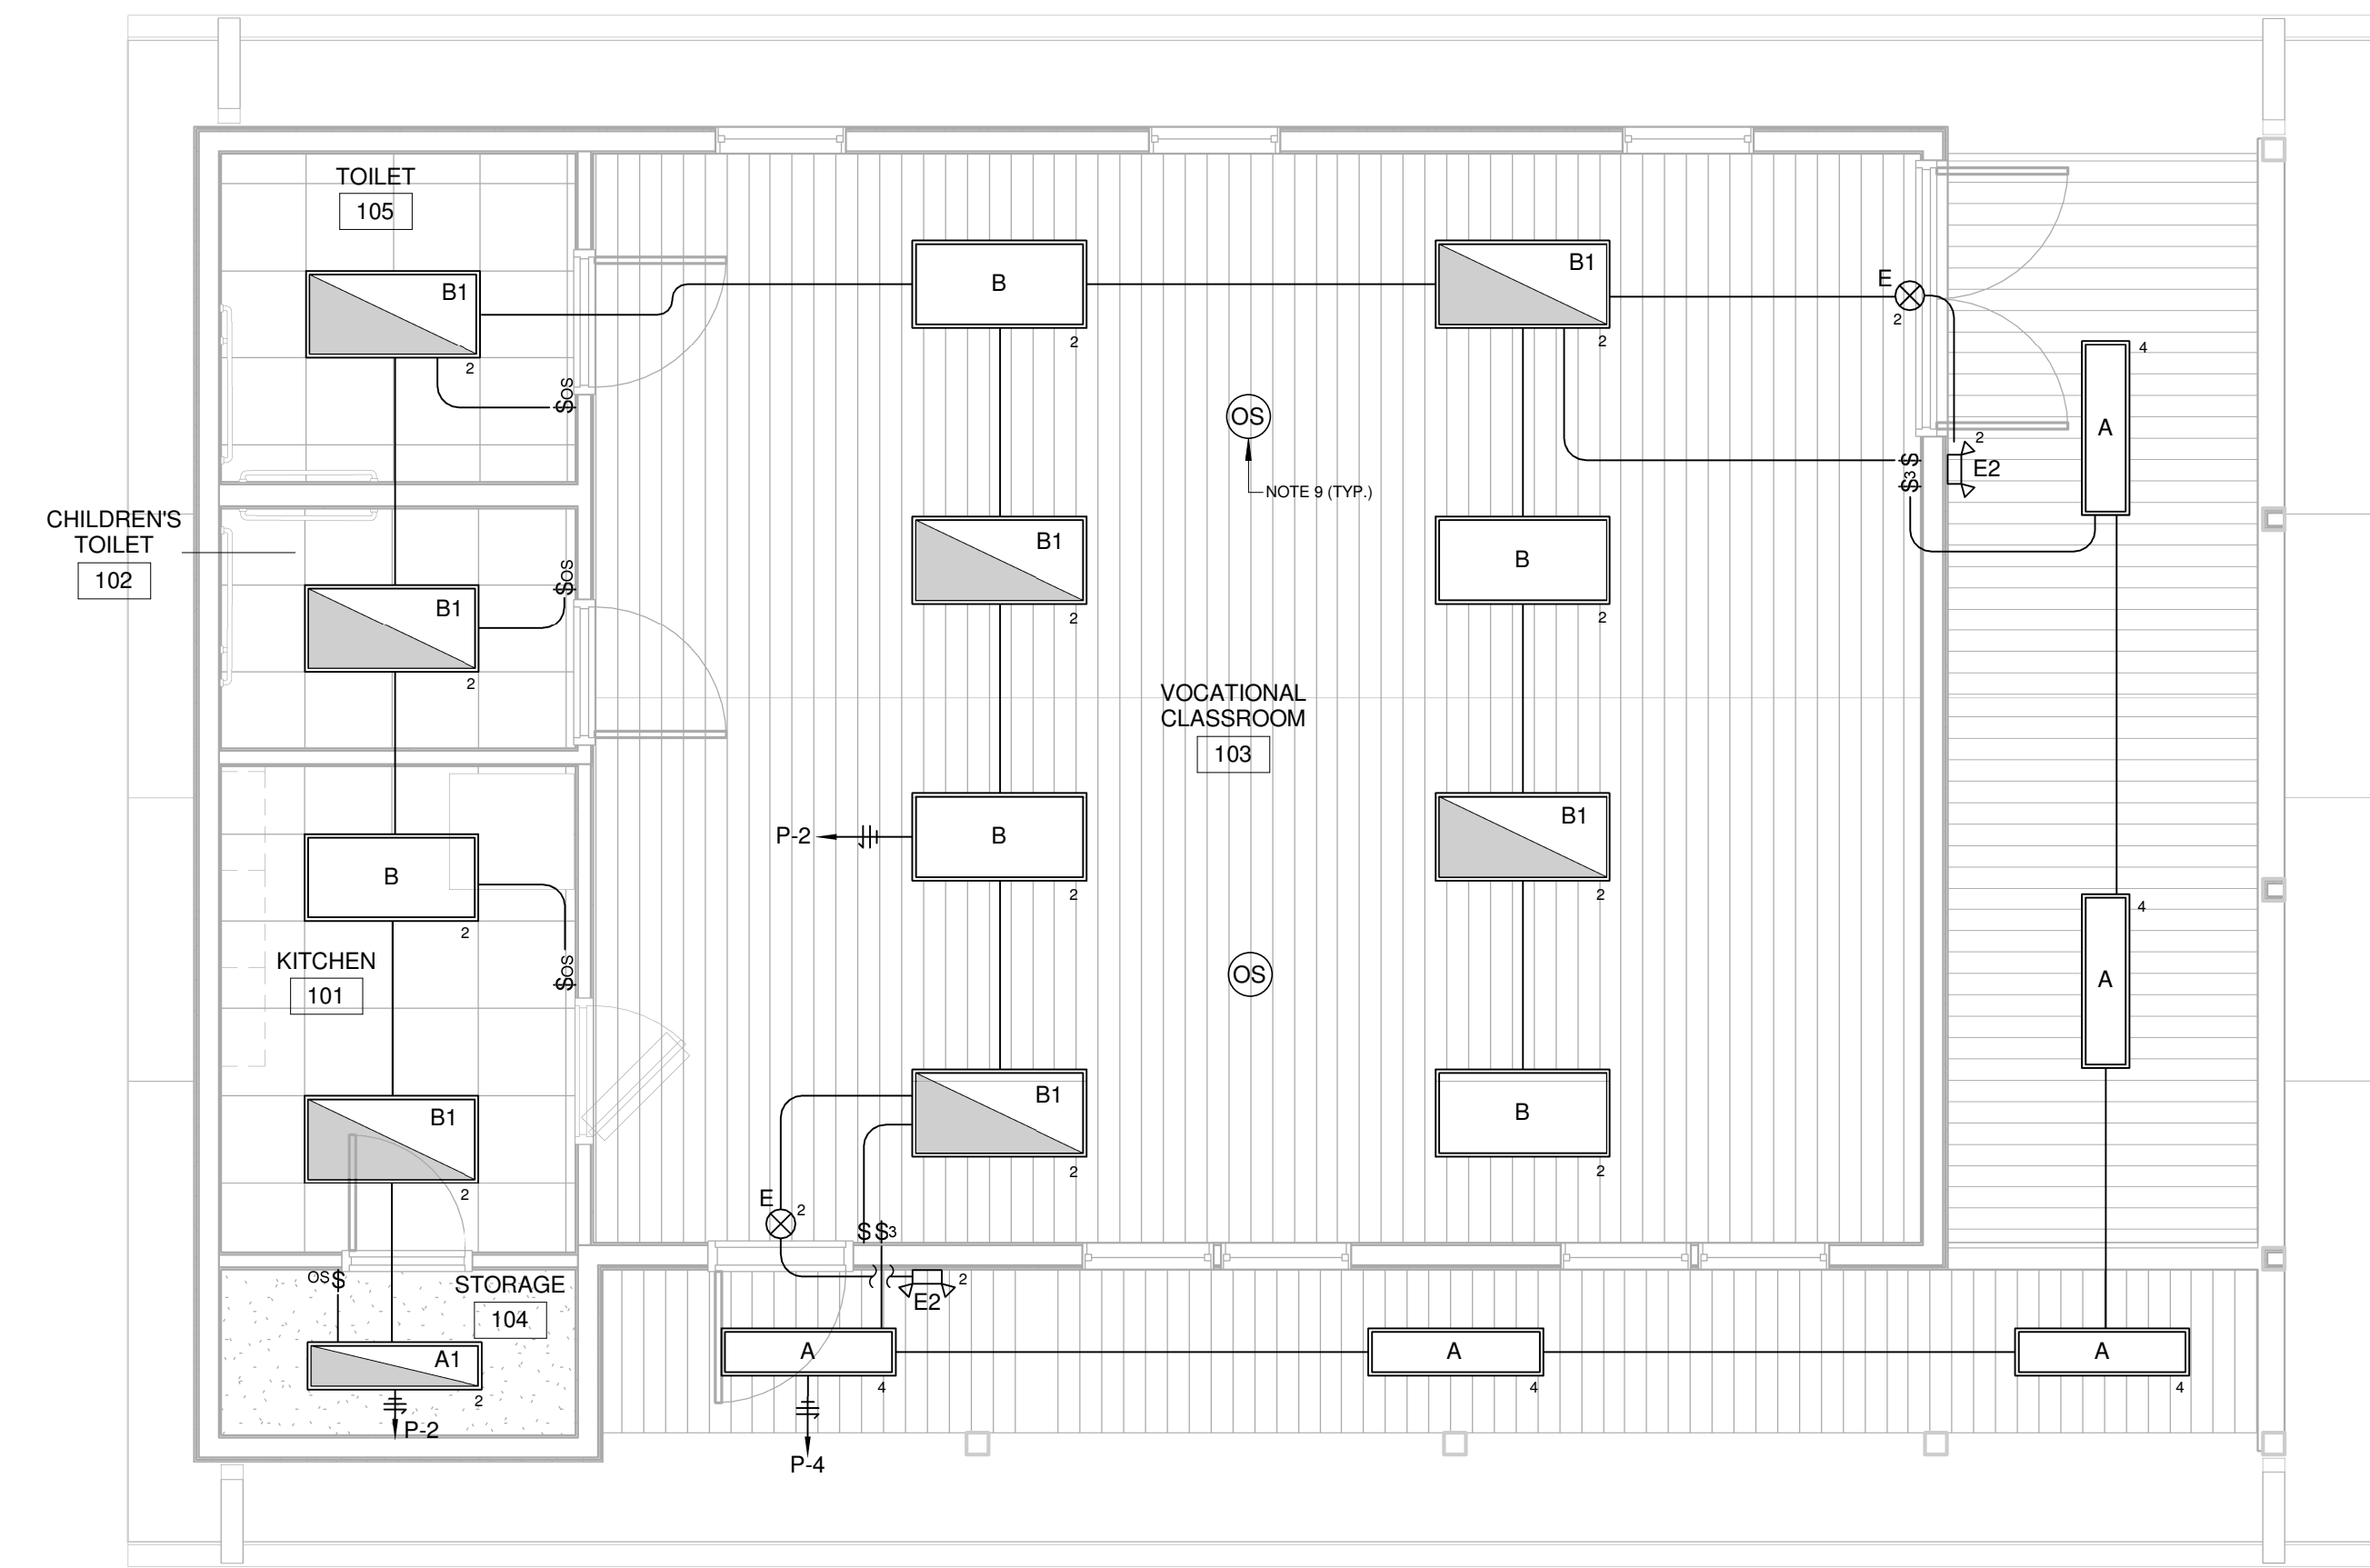 TOILET
105
B1
2
$OS
B
2
B1
2
E
2
A
4
OS
NOTE 9 (TYP.)
$
$3
2
E2
CHILDREN'S
TOILET
102
$OS
B1
2
B1
2
B
2
VOCATIONAL
CLASSROOM
103
P-2
B
2
B1
2
B
2
A
4
KITCHEN
101
$OS
OS
B1
2
B1
2
B
2
E
2
$$3
OS$
STORAGE
104
E2
2
A1
2
P-2
A
4
P-4
A
4
A
4